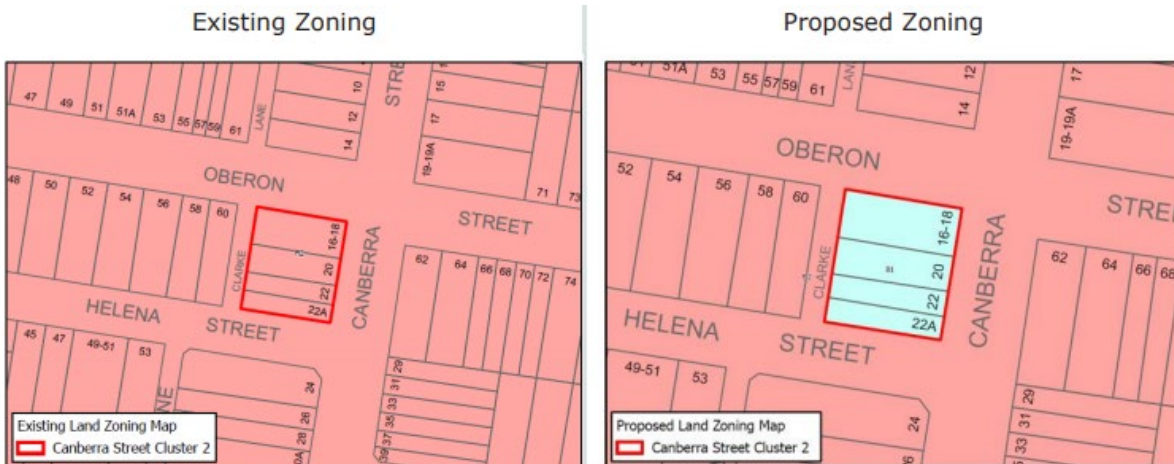 Existing Zoning
47
49
51
51A
53
55
57
59
61
LANE
10
12
14
STRE
15
17
19-19A
71
73
OBERON
STREET
48
50
52
54
56
58
60
CLARKE
16-18
20
22
22A
CANBERRA
62
64
66
68
70
72
74
HELENA
STREET
45
47
49-51
53
NE
24
26
28
0A
29
31
33
35
37
39
Existing Land Zoning Map
Canberra Street Cluster 2
Proposed Zoning
51A
53
55
57
59
61
LAN
12
14
17
19-19A
OBERON
STREE
52
54
56
58
60
CLARKE
16-18
20
22
22A
B1
CANBERRA
62
64
66
68
HELENA
STREET
49-51
53
24
29
31
33
Proposed Land Zoning Map
Canberra Street Cluster 2